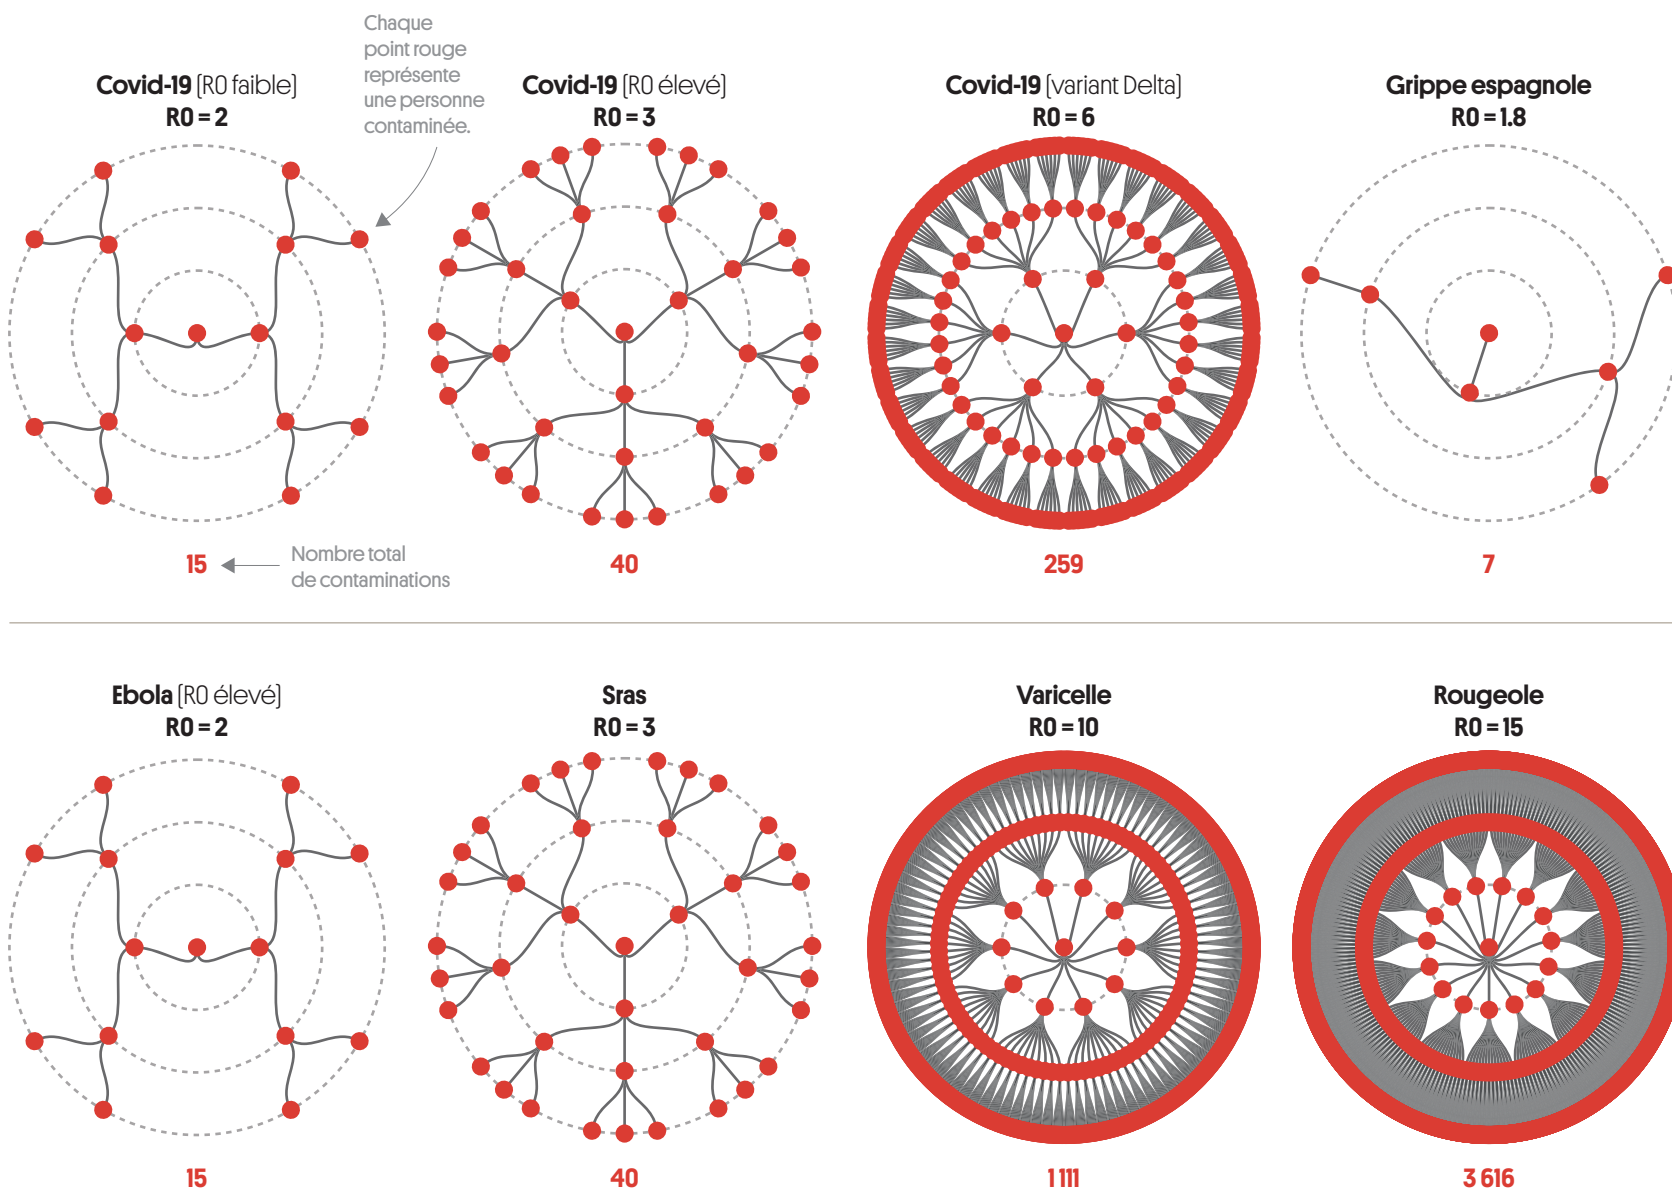 Chaque
point rouge
représente
une personne
contaminée.
Covid-19 (R0 faible)
R0 = 2
Covid-19 (R0 élevé)
R0 = 3
Covid-19 (variant Delta)
R0 = 6
Grippe espagnole
R0 = 1.8
15
Nombre total
de contaminations
40
259
7
Ebola (R0 élevé)
R0 = 2
Sras
R0 = 3
Varicelle
R0 = 10
Rougeole
R0 = 15
15
40
1 111
3 616